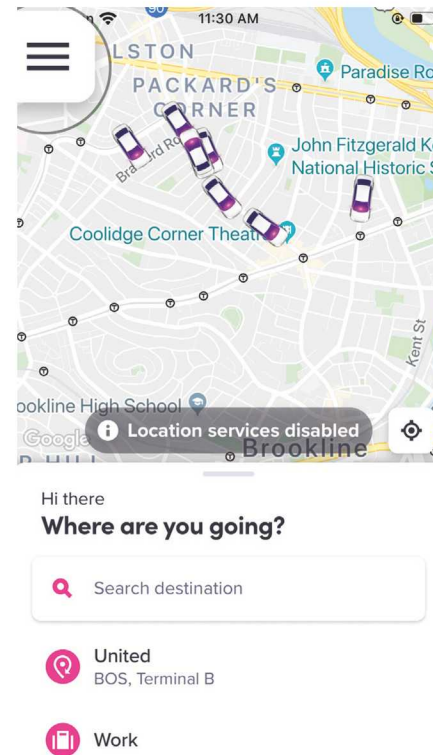 90
11:30 AM
LSTON
PACKARD'S
CORNER
Paradise Ro
John Fitzgerald K
National Historic S
Coolidge Corner Theat
Kent St
ookline High School
Google
Location services disabled
Brookline
Hi there
Where are you going?
Search destination
United
BOS, Terminal B
Work